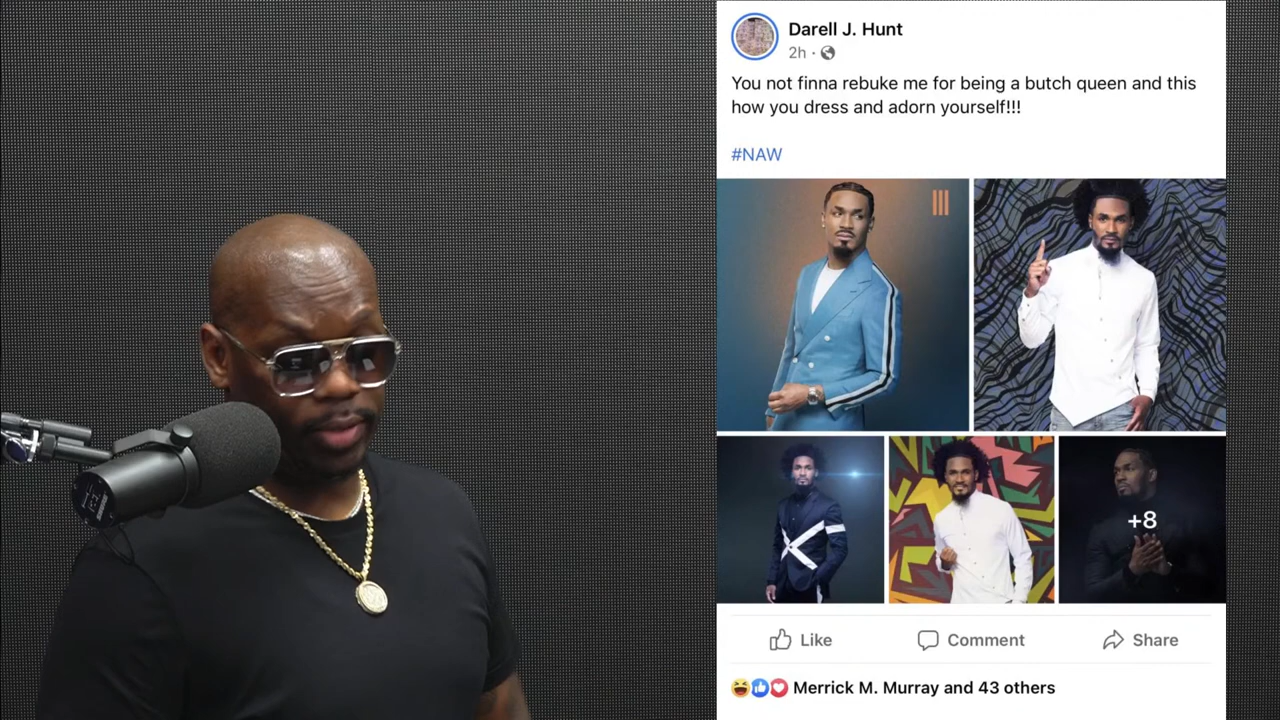 Darell J. Hunt
2h ·
You not finna rebuke me for being a butch queen and this
how you dress and adorn yourself!!!
#NAW
+8
Like Comment Share
Merrick M. Murray and 43 others